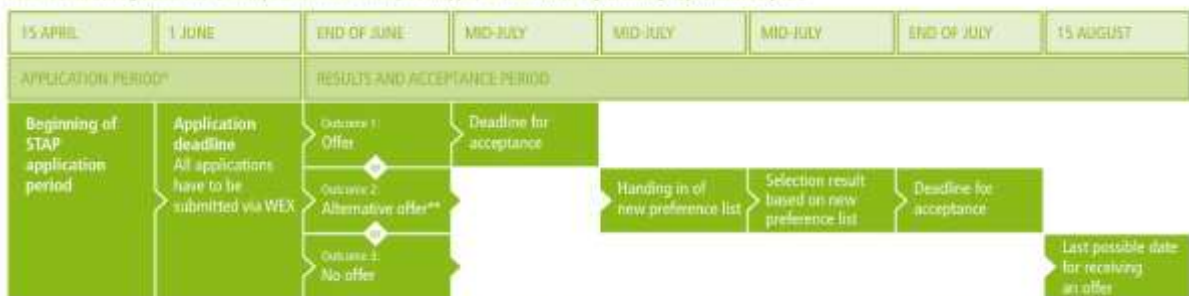 15 APRIL
1 JUNE
END OF JUNE
MID-JULY
MID-JULY
MID-JULY
END OF JULY
15 AUGUST
APPLICATION PERIOD*
RESULTS AND ACCEPTANCE PERIOD
Beginning of
STAP
application
period
Application
deadline
All applications
have to be
submitted via WEX
Outcome 1:
Offer
or
Outcome 2:
Alternative offer**
or
Outcome 3:
No offer
Deadline for
acceptance
Handing in of
new preference list
Selection result
based on new
preference list
Deadline for
acceptance
Last possible date
for receiving
an offer